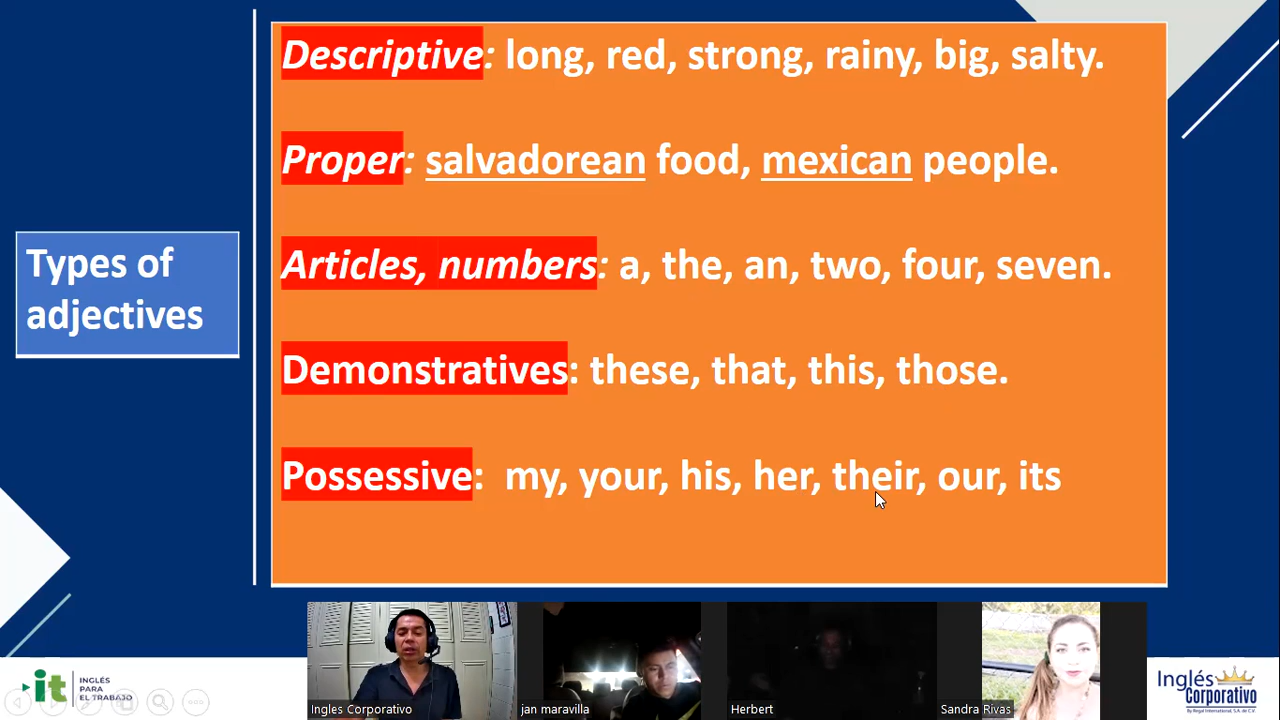 Descriptive: long, red, strong, rainy, big, salty.
Proper: salvadorean food, mexican people.
Types of
adjectives
Articles, numbers: a, the, an, two, four, seven.
Demonstratives: these, that, this, those.
Possessive: my, your, his, her, their, our, its
it
INGLÉS
PARA
EL TRABAJO
Ingles Corporativo
jan maravilla
Herbert
Sandra Rivas
Inglés
Corporativo
By Regal International, S.A. de C.V.